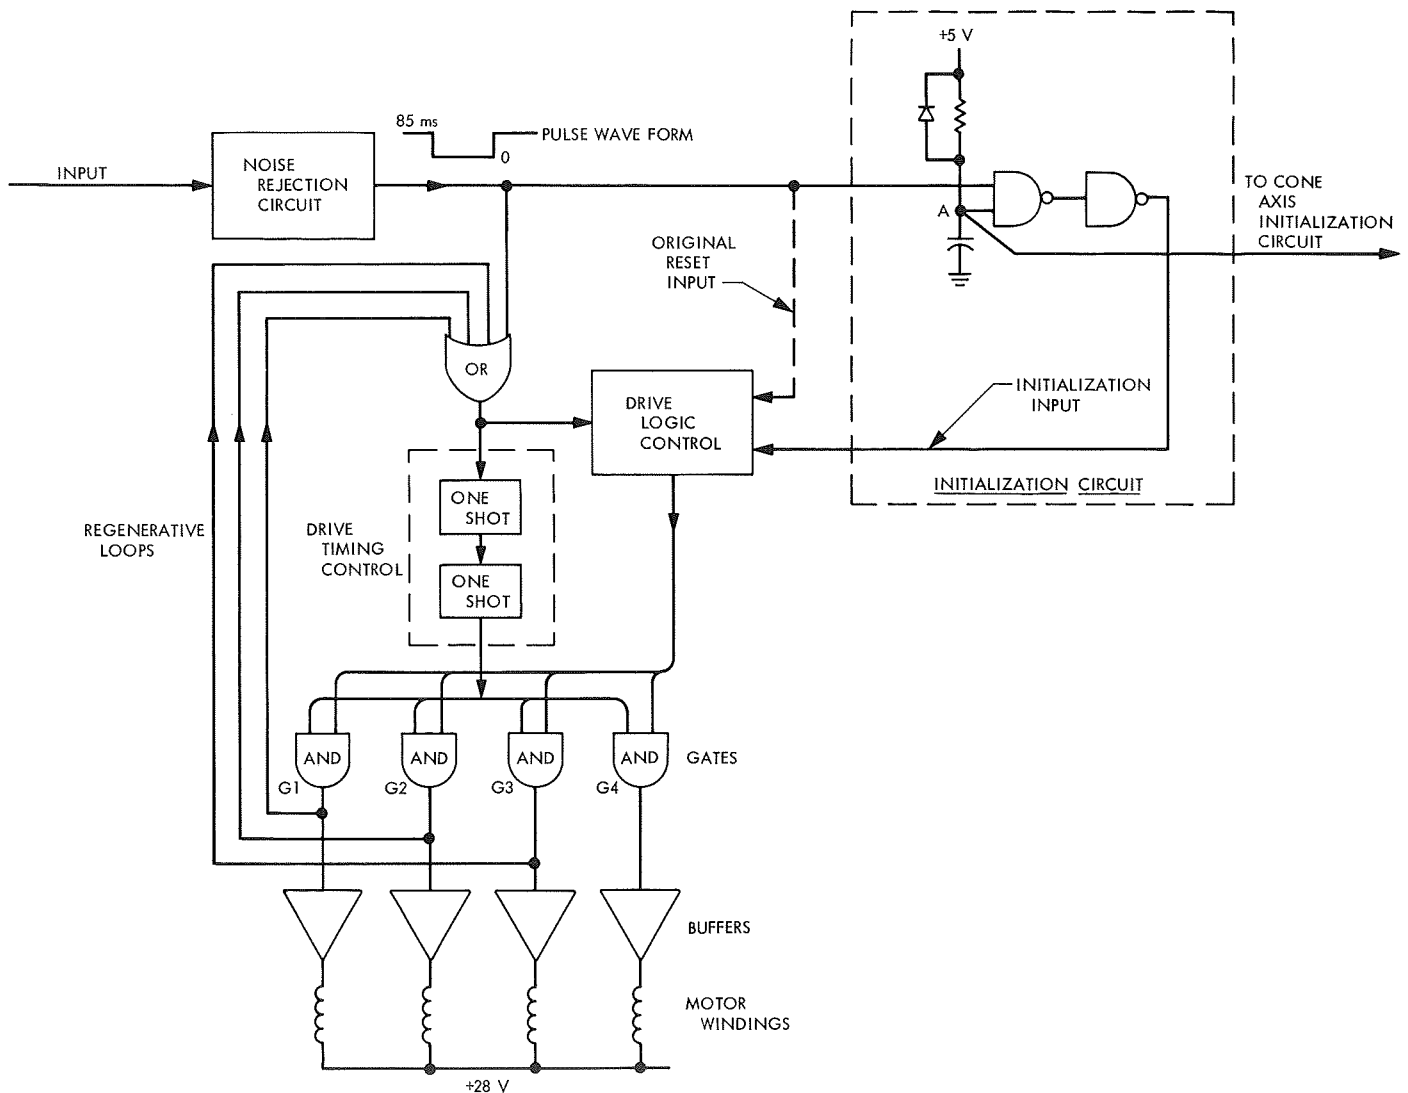 +5 V
85 ms
PULSE WAVE FORM
0
INPUT
NOISE
REJECTION
CIRCUIT
A
TO CONE
AXIS
INITIALIZATION
CIRCUIT
ORIGINAL
RESET
INPUT
OR
DRIVE
LOGIC
CONTROL
INITIALIZATION
INPUT
INITIALIZATION CIRCUIT
ONE
SHOT
REGENERATIVE
LOOPS
DRIVE
TIMING
CONTROL
ONE
SHOT
AND
AND
AND
AND
GATES
G1
G2
G3
G4
BUFFERS
MOTOR
WINDINGS
+28 V